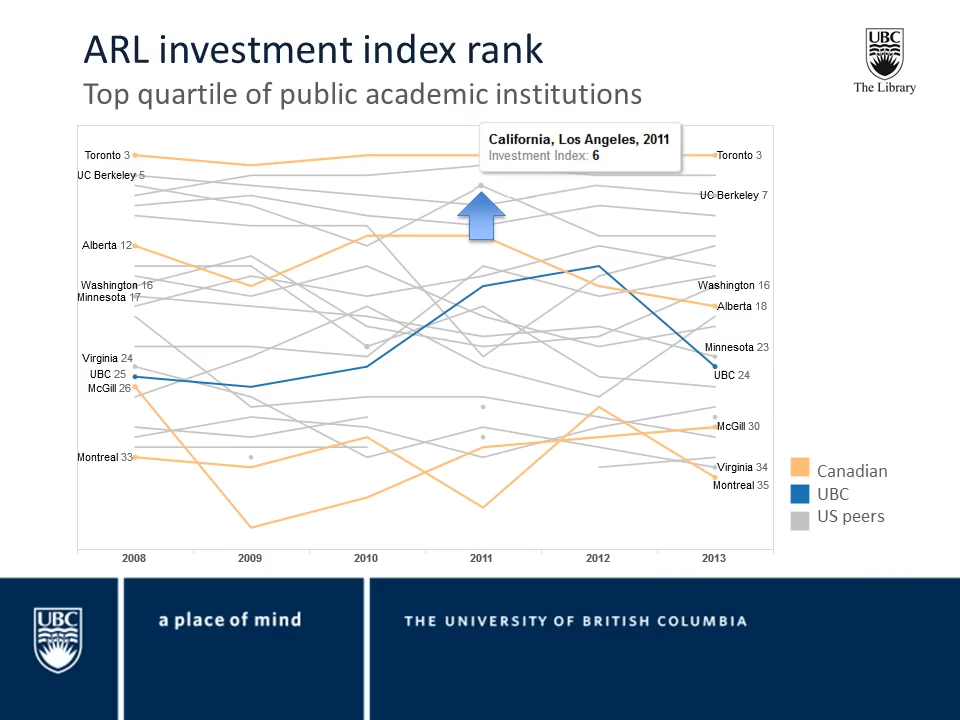 ARL investment index rank
Top quartile of public academic institutions
UBC
The Library
California, Los Angeles, 2011
Investment Index: 6
Toronto 3
UC Berkeley 5
Alberta 12
Washington 16
Minnesota 17
Virginia 24
UBC 25
McGill 26
Montreal 33
Toronto 3
UC Berkeley 7
Washington 16
Alberta 18
Minnesota 23
UBC 24
McGill 30
Virginia 34
Montreal 35
Canadian
UBC
US peers
2008 2009 2010 2011 2012 2013
UBC
a place of mind
THE UNIVERSITY OF BRITISH COLUMBIA